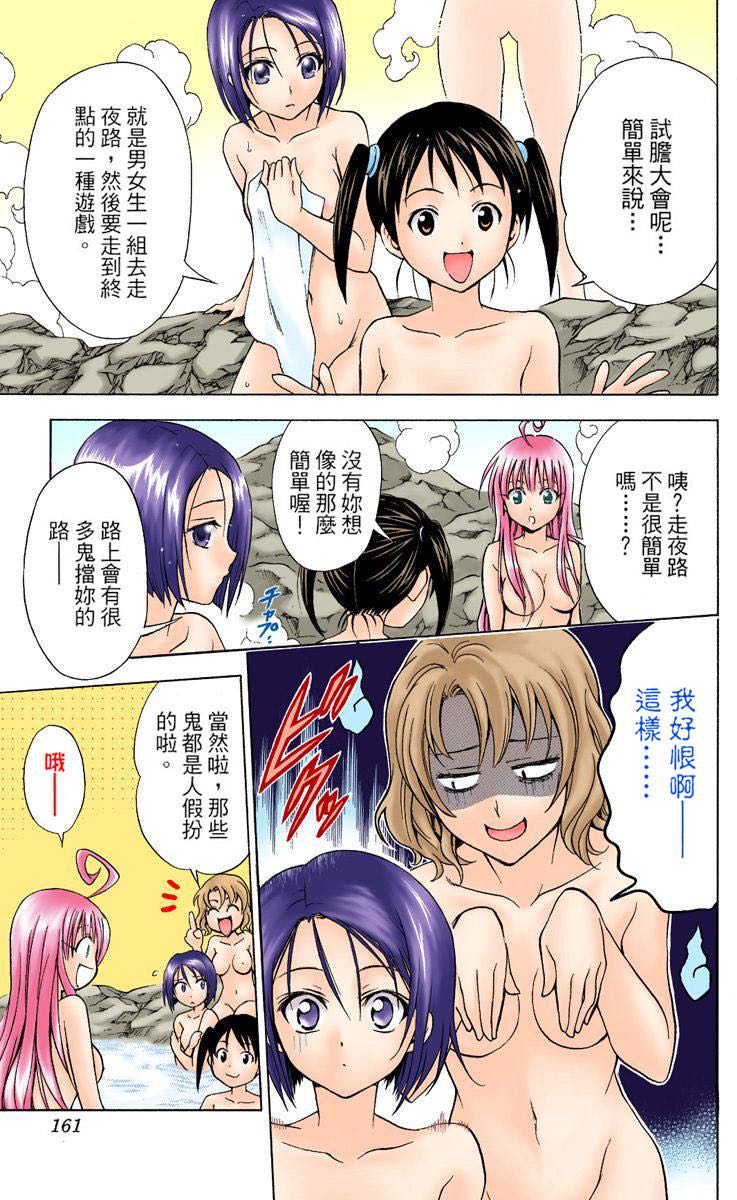 試膽大會呢…
簡單來說…
就是男女生一組去走
夜路，然後要走到終
點的一種遊戲。
咦？走夜路
不是很簡單
嗎……？
沒有妳想
像的那麼
簡單喔！
路上會有很
多鬼擋妳的
路——
チャプ
我好恨啊——
這樣……
當然啦，那些
鬼都是人假扮
的啦。
哦——
161